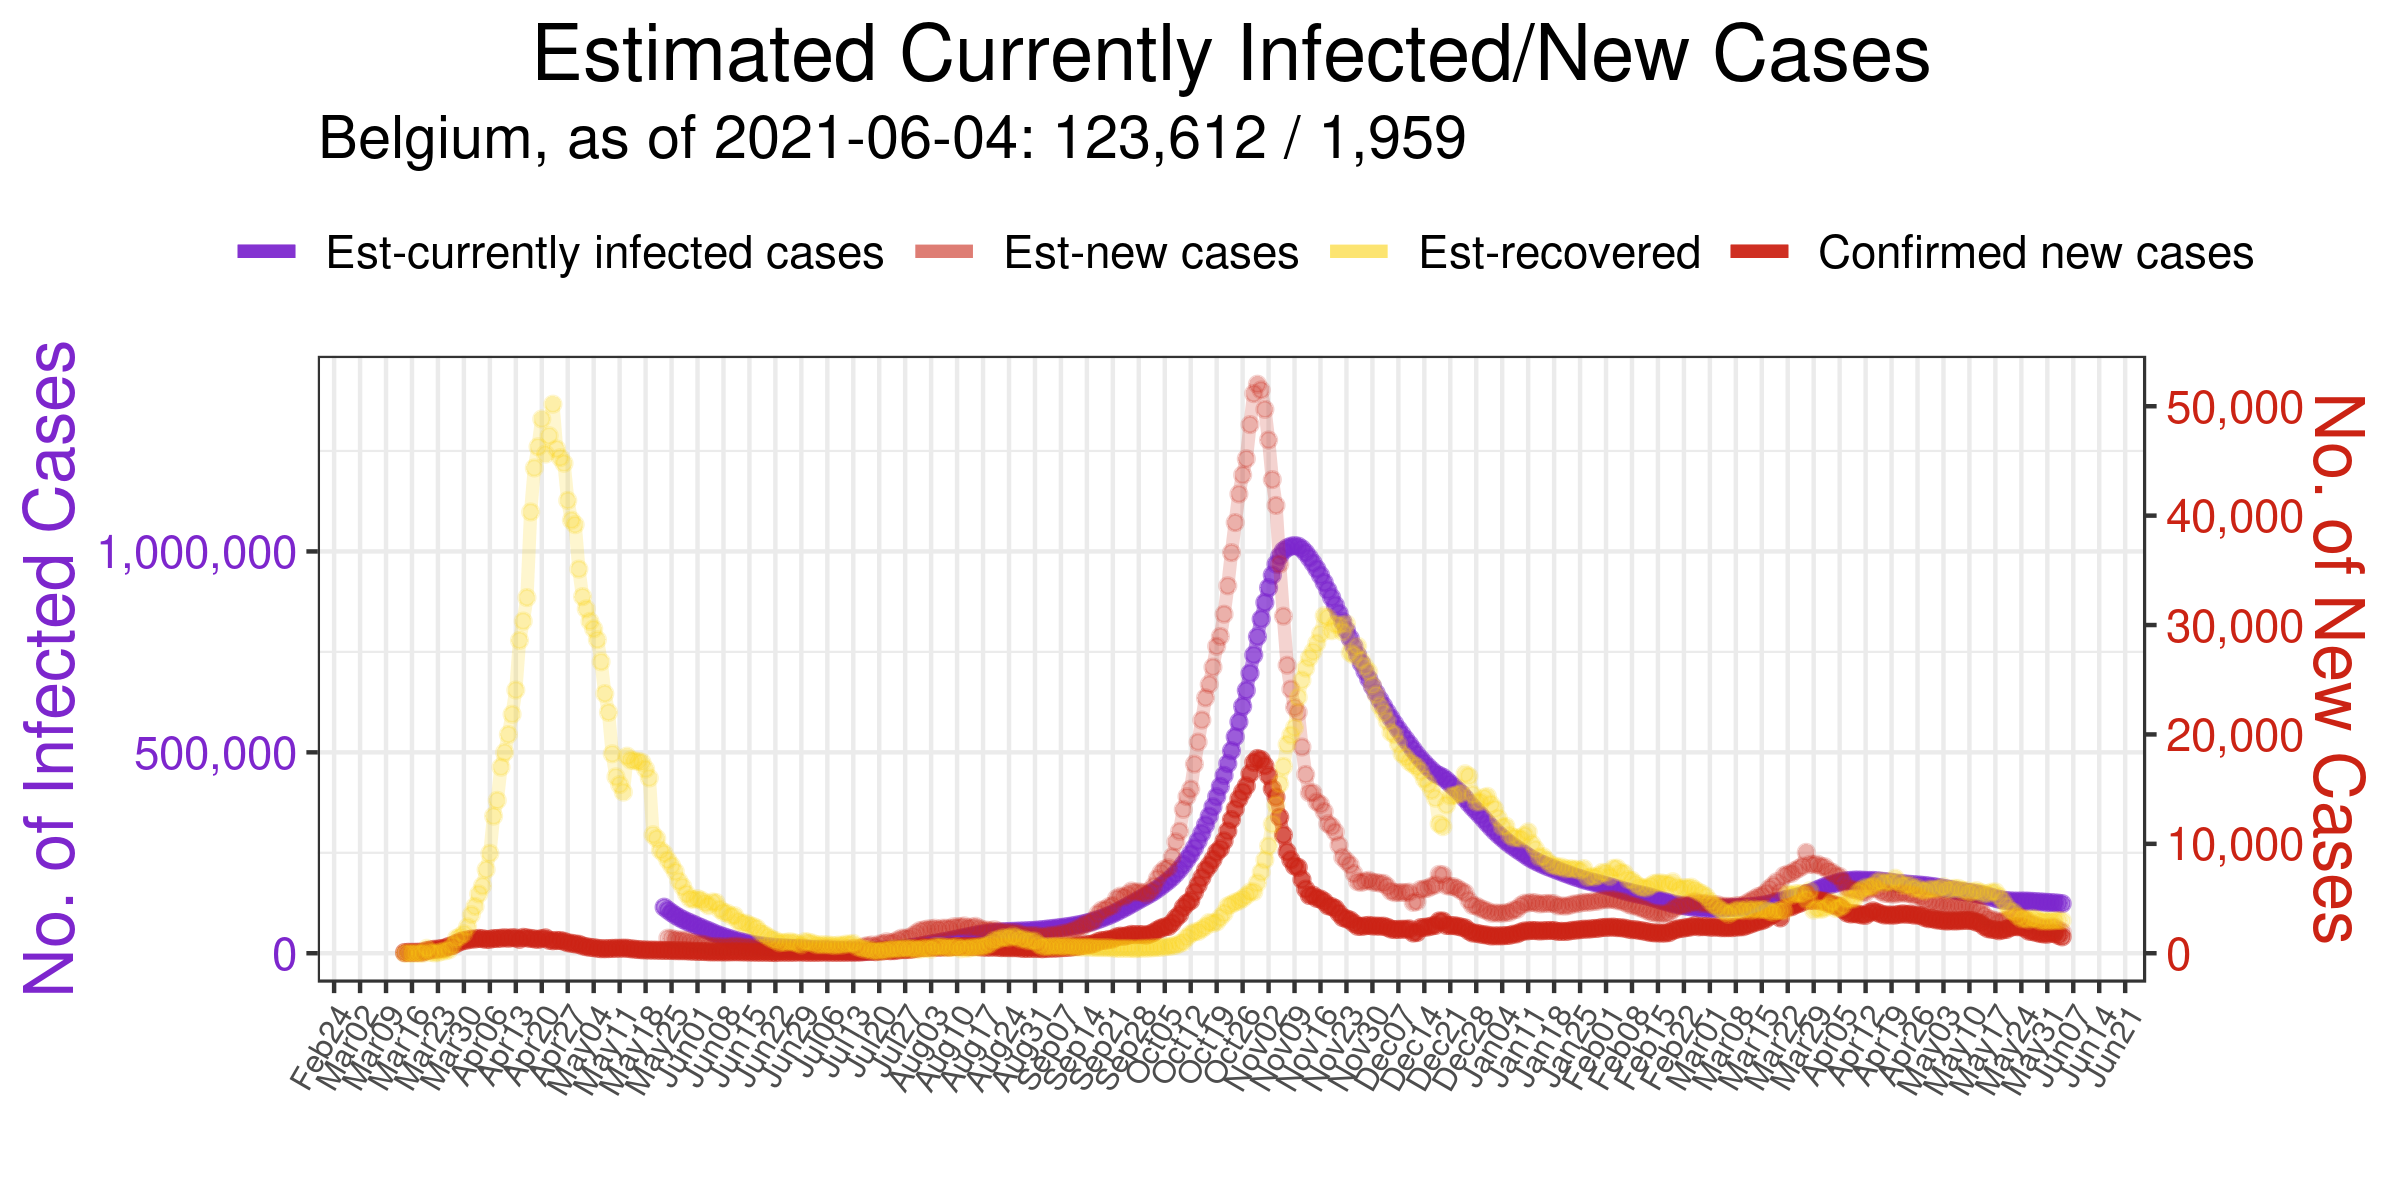 Estimated Currently Infected/New Cases
Belgium, as of 2021-06-04: 123,612 / 1,959
Est-currently infected cases Est-new cases Est-recovered Confirmed new cases
No. of Infected Cases
1,000,000
500,000
0
50,000
40,000
30,000
20,000
10,000
0
No. of New Cases
Feb24
Mar02
Mar09
Mar16
Mar23
Mar30
Apr06
Apr13
Apr20
Apr27
May04
May11
May18
May25
Jun01
Jun08
Jun15
Jun22
Jun29
Jul06
Jul13
Jul20
Jul27
Aug03
Aug10
Aug17
Aug24
Aug31
Sep07
Sep14
Sep21
Sep28
Oct05
Oct12
Oct19
Oct26
Nov02
Nov09
Nov16
Nov23
Nov30
Dec07
Dec14
Dec21
Dec28
Jan04
Jan11
Jan18
Jan25
Feb01
Feb08
Feb15
Feb22
Mar01
Mar08
Mar15
Mar22
Mar29
Apr05
Apr12
Apr19
Apr26
May03
May10
May17
May24
May31
Jun07
Jun14
Jun21